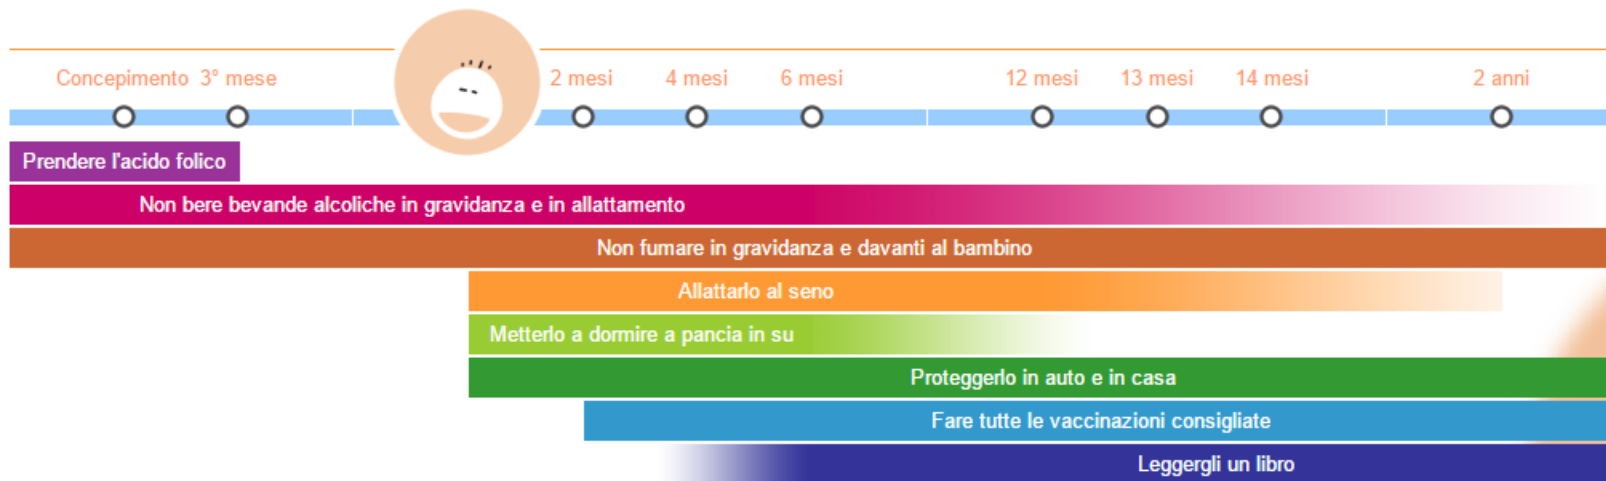 Concepimento 3° mese 2 mesi 4 mesi 6 mesi 12 mesi 13 mesi 14 mesi 2 anni
Prendere l'acido folico
Non bere bevande alcoliche in gravidanza e in allattamento
Non fumare in gravidanza e davanti al bambino
Allattarlo al seno
Metterlo a dormire a pancia in su
Proteggerlo in auto e in casa
Fare tutte le vaccinazioni consigliate
Leggergli un libro